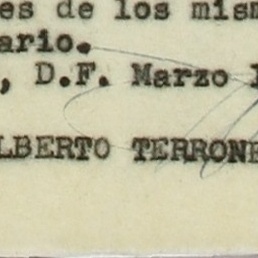 es de los mism
ario.
, D.F. Marzo
LBERTO TERRONE